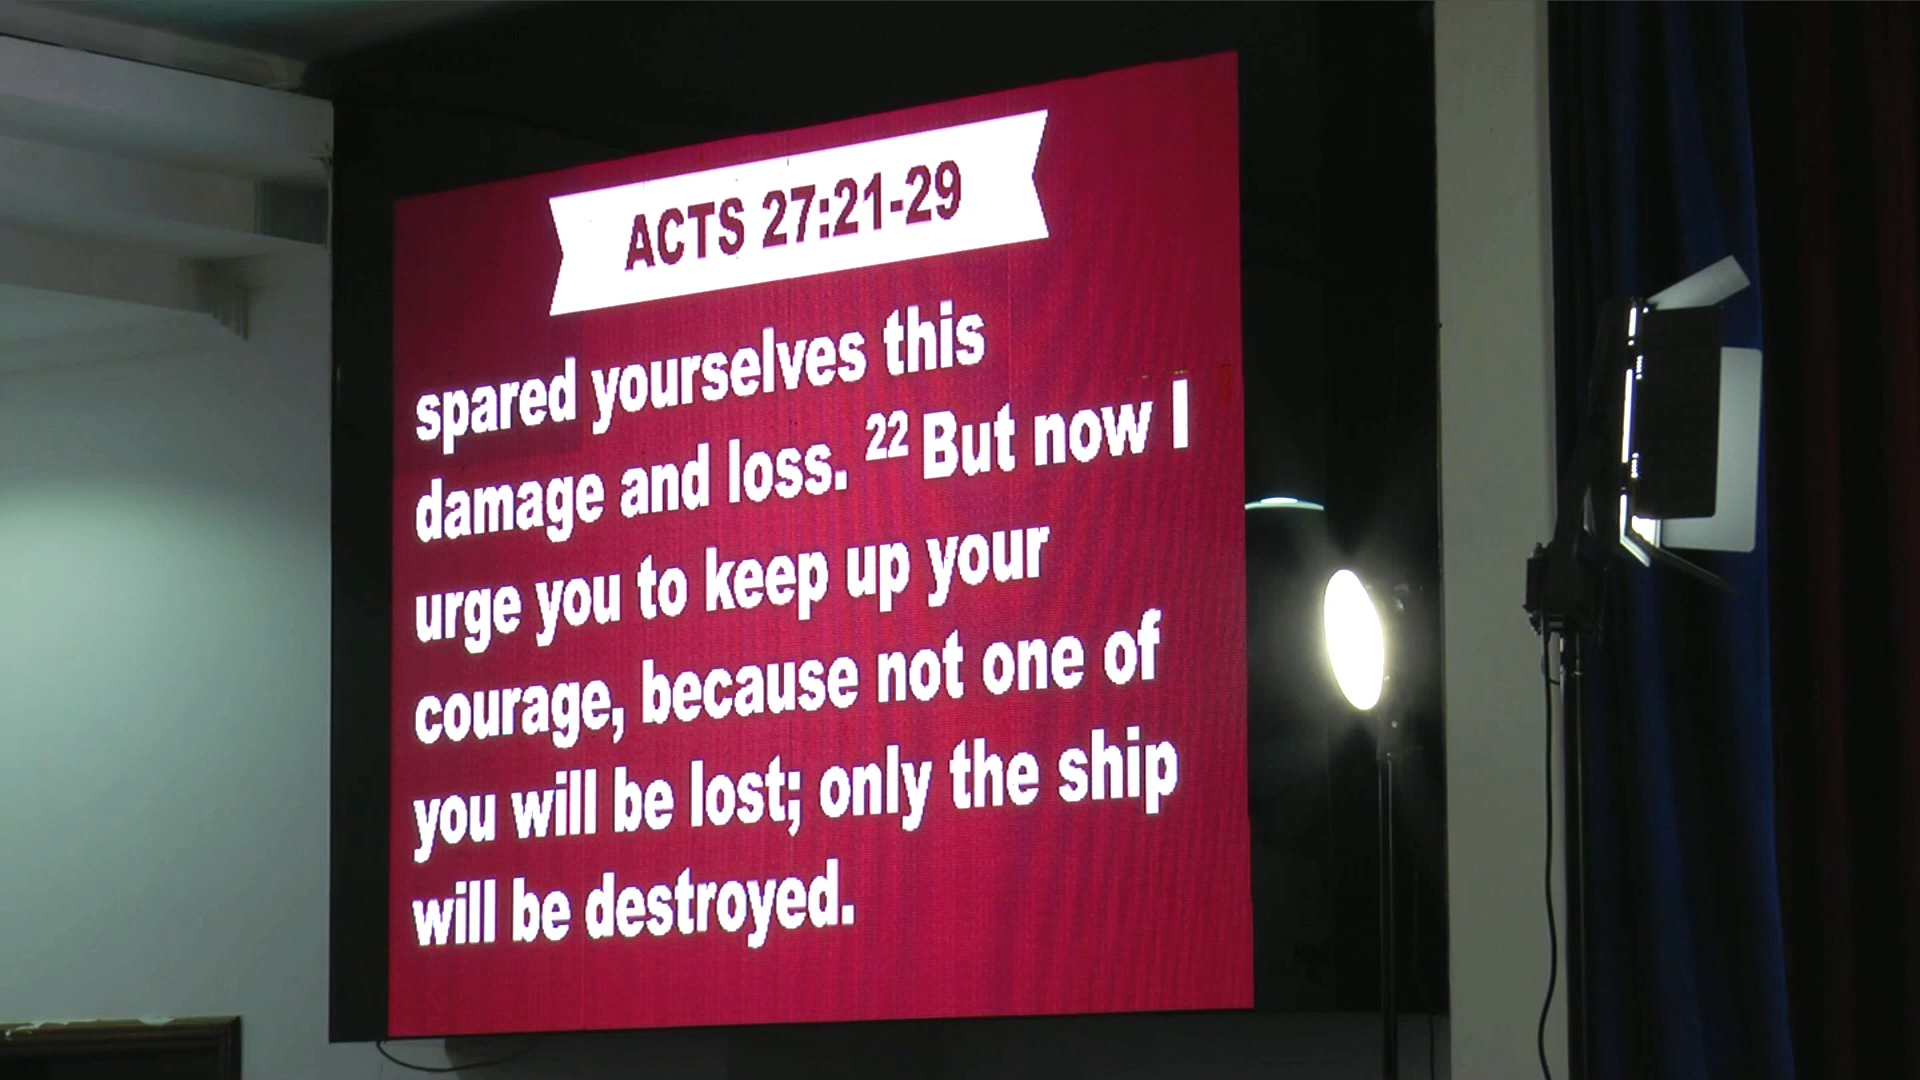 ACTS 27:21-29
spared yourselves this
damage and loss. 22 But now I
urge you to keep up your
courage, because not one of
you will be lost; only the ship
will be destroyed.